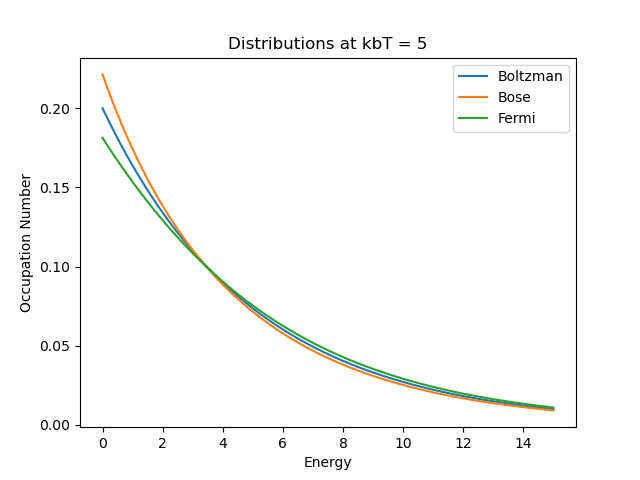 Distributions at kbT = 5
Boltzman
Bose
Fermi
Occupation Number
0.20
0.15
0.10
0.05
0.00
0 2 4 6 8 10 12 14
Energy